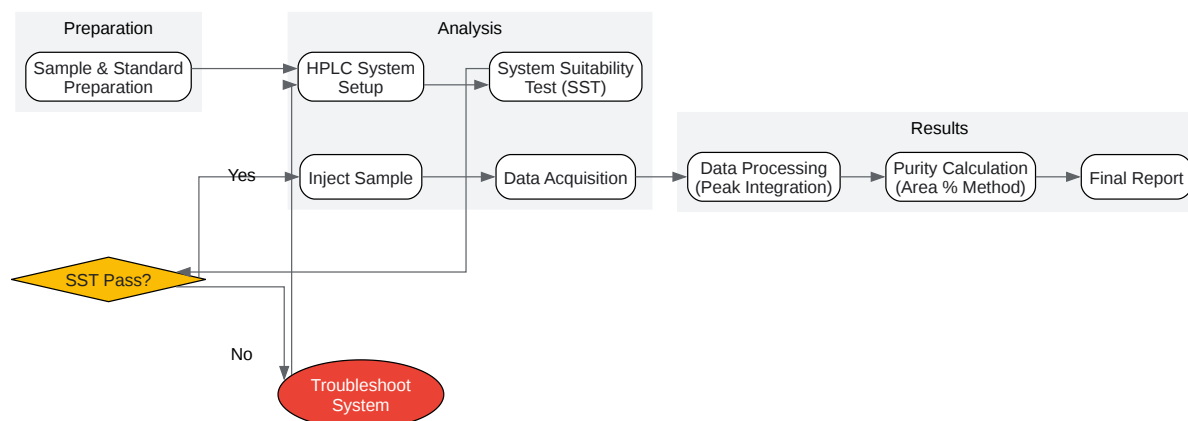 Preparation
Sample & Standard
Preparation
Analysis
HPLC System
Setup
System Suitability
Test (SST)
Inject Sample
Data Acquisition
Results
Data Processing
(Peak Integration)
Purity Calculation
(Area % Method)
Final Report
Yes
SST Pass?
No
Troubleshoot
System